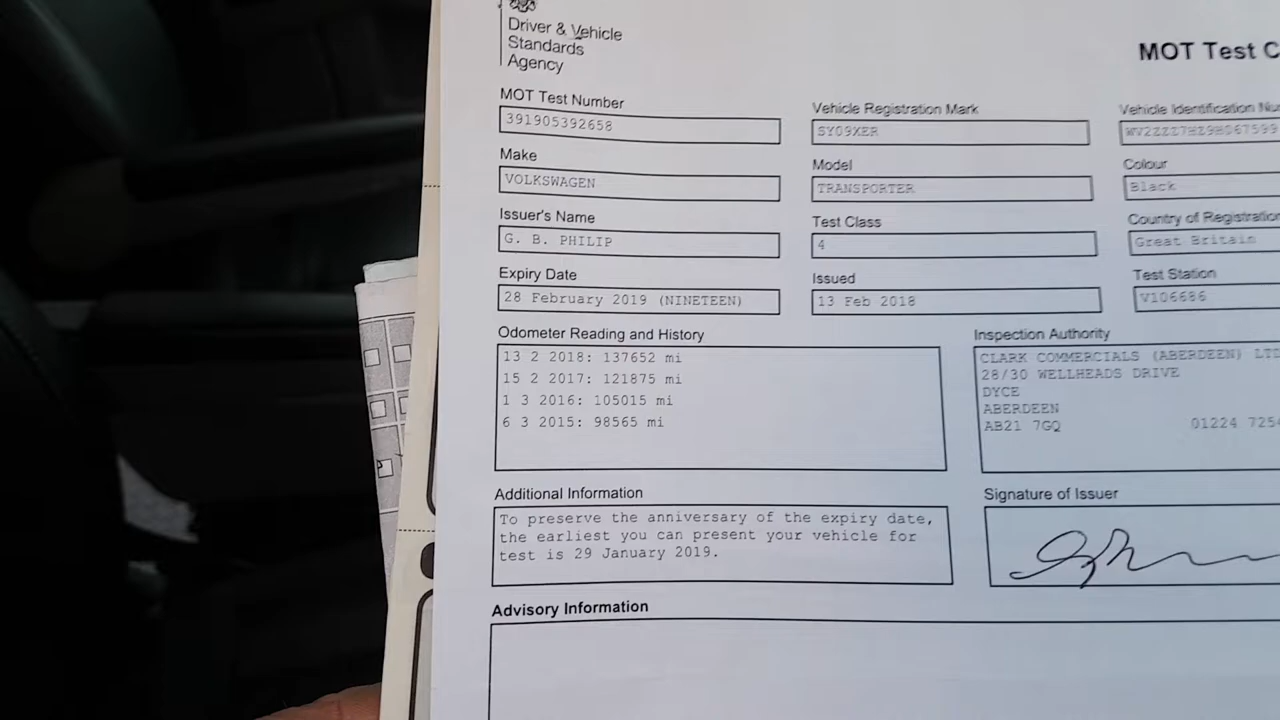 Driver & Vehicle
Standards
Agency
MOT Test C
MOT Test Number
391905392658
Vehicle Registration Mark
SY09XER
Vehicle Identification Nu
Make
VOLKSWAGEN
Model
TRANSPORTER
Colour
Black
Issuer's Name
G. B. PHILIP
Test Class
4
Country of Registration
Great Britain
Expiry Date
28 February 2019 (NINETEEN)
Issued
13 Feb 2018
Test Station
V106686
Odometer Reading and History
13 2 2018: 137652 mi
15 2 2017: 121875 mi
1 3 2016: 105015 mi
6 3 2015: 98565 mi
Inspection Authority
CLARK COMMERCIALS (ABERDEEN) LTD
28/30 WELLHEADS DRIVE
DYCE
ABERDEEN
AB21 7GQ 01224 7254
Additional Information
To preserve the anniversary of the expiry date,
the earliest you can present your vehicle for
test is 29 January 2019.
Signature of Issuer
Advisory Information